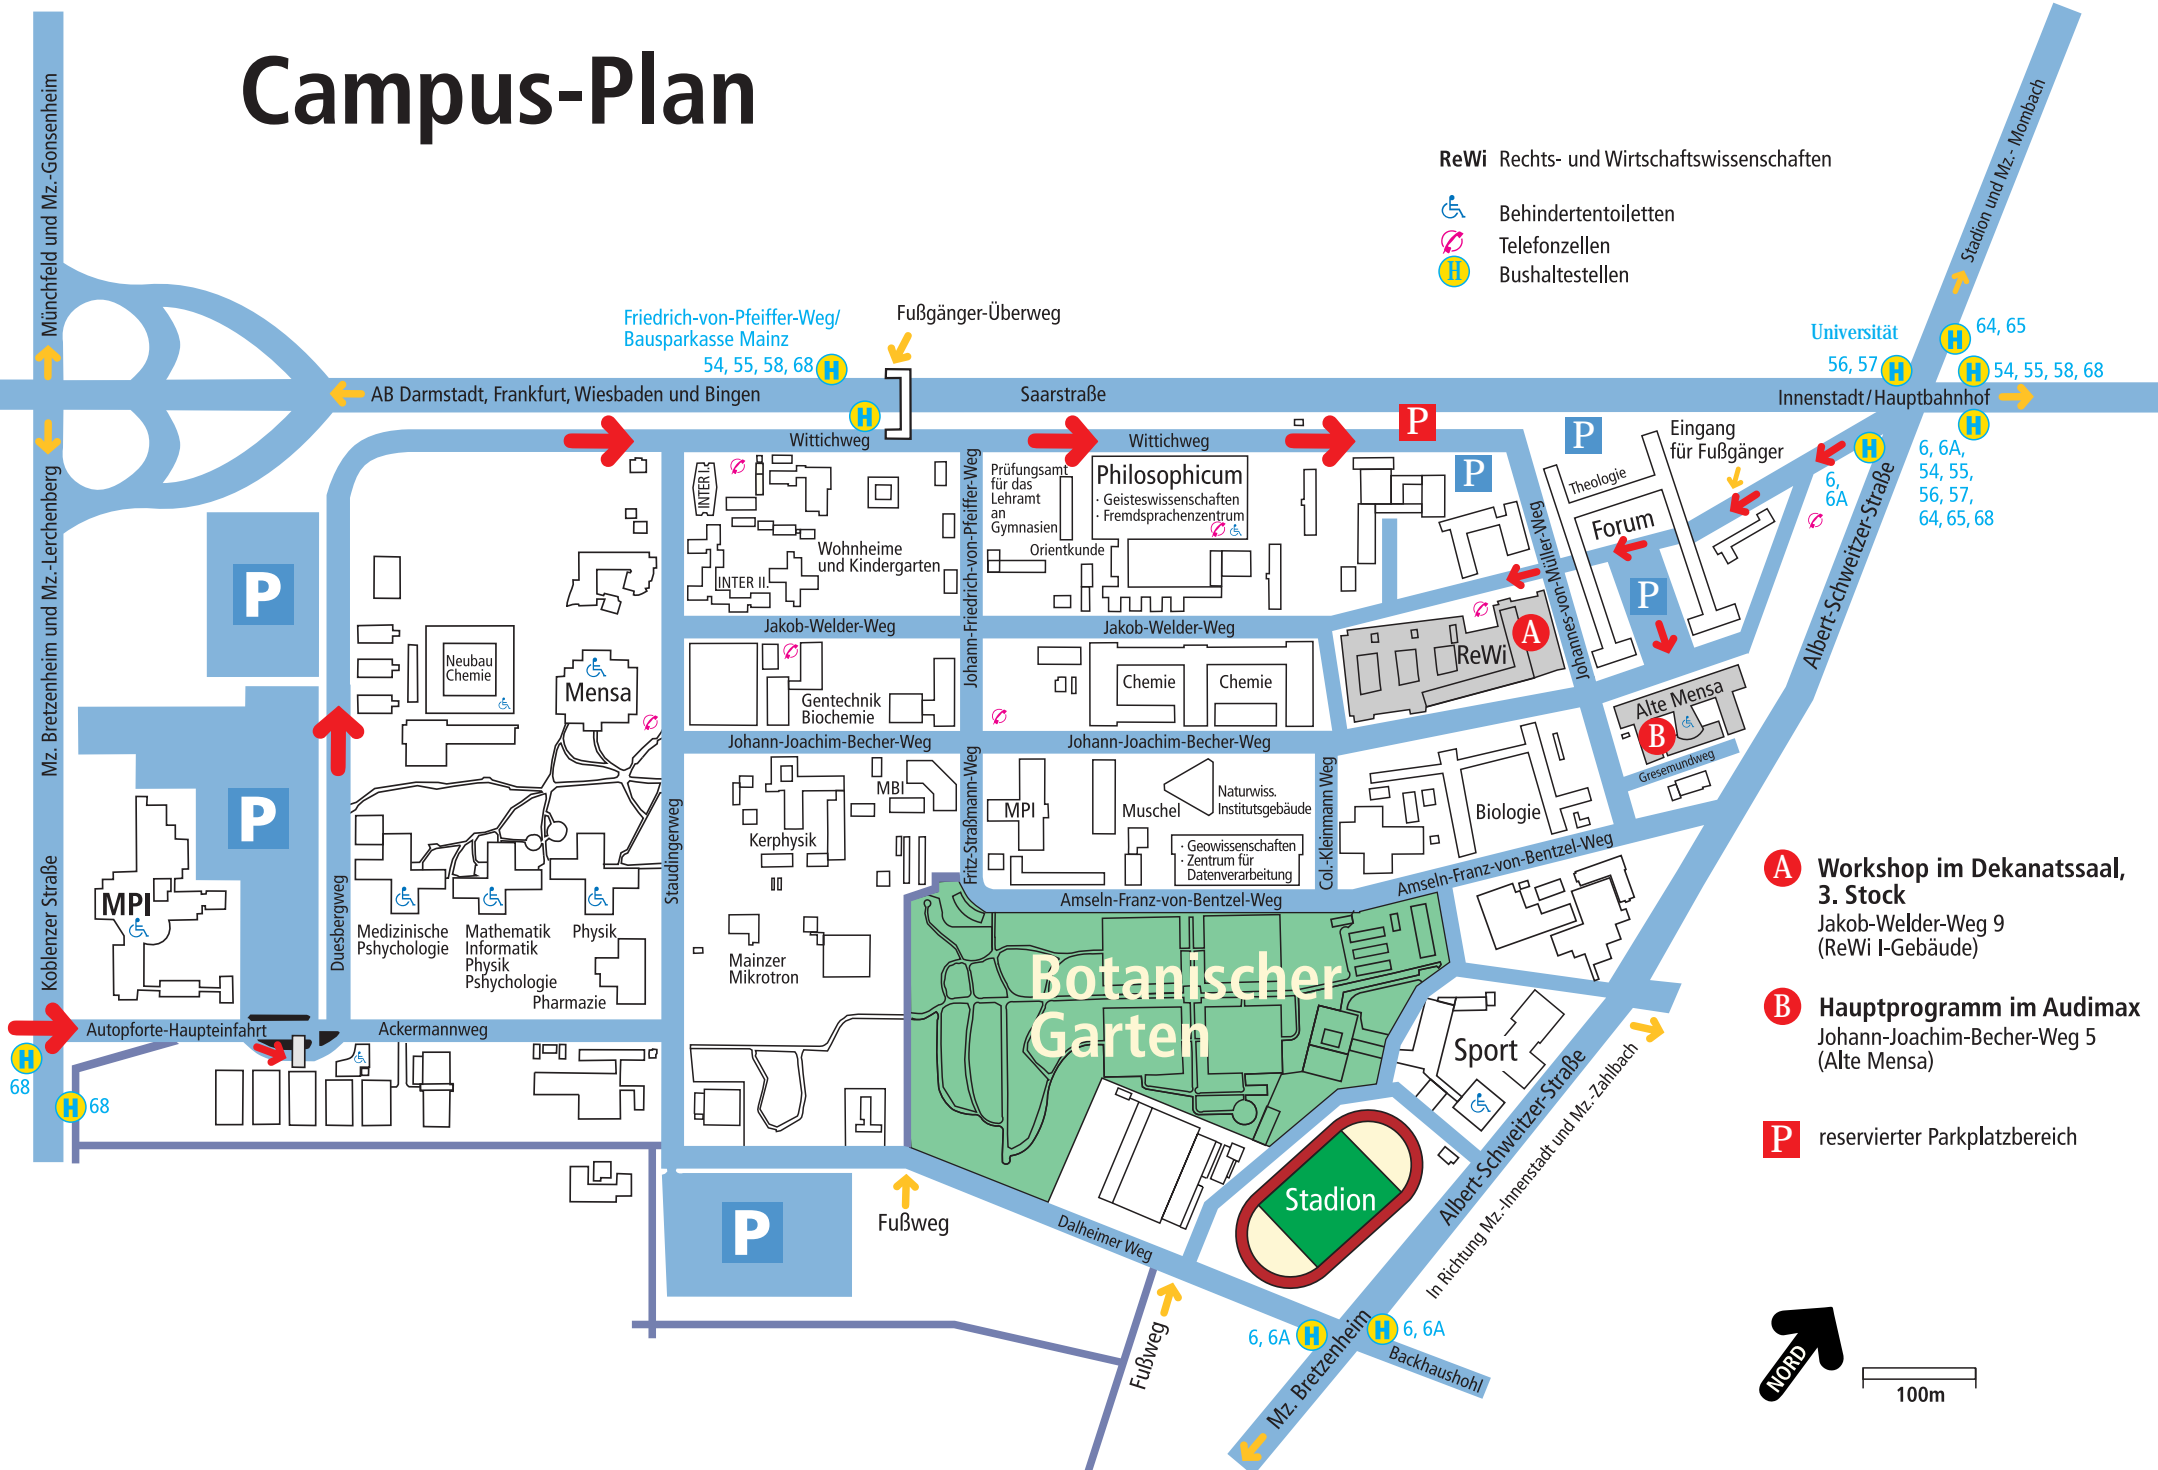 Campus-Plan
ReWi Rechts- und Wirtschaftswissenschaften
Behindertentoiletten
Telefonzellen
H Bushaltestellen
Münchfeld und Mz.-Gonsenheim
Mz. Bretzenheim und Mz.-Lerchenberg
Koblenzer Straße
Stadion und Mz.- Mombach
Friedrich-von-Pfeiffer-Weg/
Bausparkasse Mainz
54, 55, 58, 68 H
H
Fußgänger-Überweg
AB Darmstadt, Frankfurt, Wiesbaden und Bingen
Saarstraße
Universität
56, 57 H
H 64, 65
H 54, 55, 58, 68
Innenstadt/Hauptbahnhof
H
6, 6A,
54, 55,
56, 57,
64, 65, 68
H
6,
6A
Eingang
für Fußgänger
Wittichweg
Wittichweg
P
P
P
P
P
P
P
Theologie
Forum
INTER I.
INTER II.
Wohnheime
und Kindergarten
Johann-Friedrich-von-Pfeiffer-Weg
Prüfungsamt
für das
Lehramt
an
Gymnasien
Philosophicum
· Geisteswissenschaften
· Fremdsprachenzentrum
Orientkunde
Johannes-von-Müller-Weg
Albert-Schweitzer-Straße
Jakob-Welder-Weg
Jakob-Welder-Weg
Neubau
Chemie
Mensa
Gentechnik
Biochemie
Chemie
Chemie
ReWi
A
Alte Mensa
B
Gresemundweg
Johann-Joachim-Becher-Weg
Johann-Joachim-Becher-Weg
Staudingerweg
Duesbergweg
Fritz-Straßmann-Weg
Col.-Kleinmann Weg
MPI
Kerphysik
MBI
MPI
Muschel
Naturwiss.
Institutsgebäude
· Geowissenschaften
· Zentrum für
Datenverarbeitung
Biologie
Amseln-Franz-von-Bentzel-Weg
Amseln-Franz-von-Bentzel-Weg
Medizinische
Pshychologie
Mathematik
Informatik
Physik
Pshychologie
Physik
Pharmazie
Mainzer
Mikrotron
Botanischer
Garten
Autopforte-Haupteinfahrt
Ackermannweg
H
68
H 68
Sport
Stadion
Albert-Schweitzer-Straße
In Richtung Mz.-Innenstadt und Mz.-Zahlbach
P
Fußweg
Dalheimer Weg
Fußweg
6, 6A H
H 6, 6A
Mz. Bretzenheim
Backhaushohl
A Workshop im Dekanatssaal,
3. Stock
Jakob-Welder-Weg 9
(ReWi I-Gebäude)
B Hauptprogramm im Audimax
Johann-Joachim-Becher-Weg 5
(Alte Mensa)
P reservierter Parkplatzbereich
NORD
100m